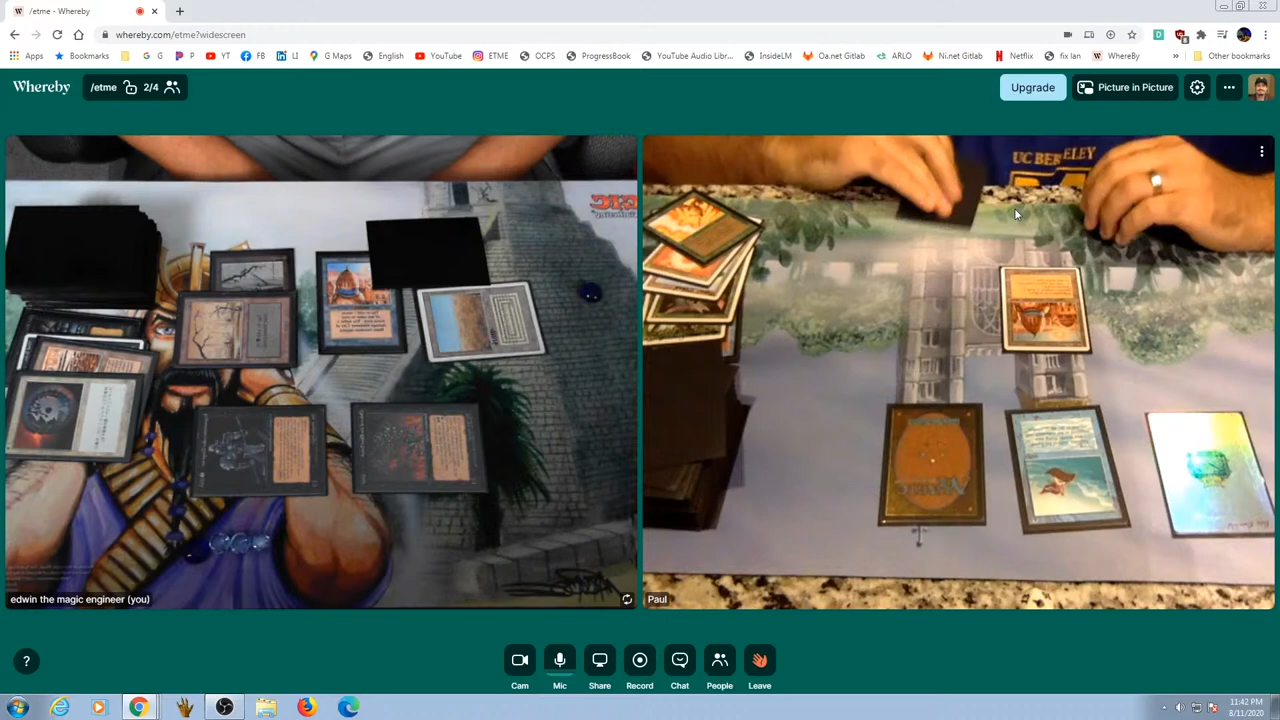 /etme - Whereby
whereby.com/etme?widescreen
Apps Bookmarks G G P YT FB LI G Maps English YouTube ETME OCPS ProgressBook YouTube Audio Libr... InsideLM Oa.net Gitlab ARLO Ni.net Gitlab Netflix fix lan WhereBy » Other bookmarks
Whereby /etme 2/4 Upgrade Picture in Picture
UC BERKELEY
edwin the magic engineer (you)
Paul
?
Cam Mic Share Record Chat People Leave
11:42 PM
8/11/2020